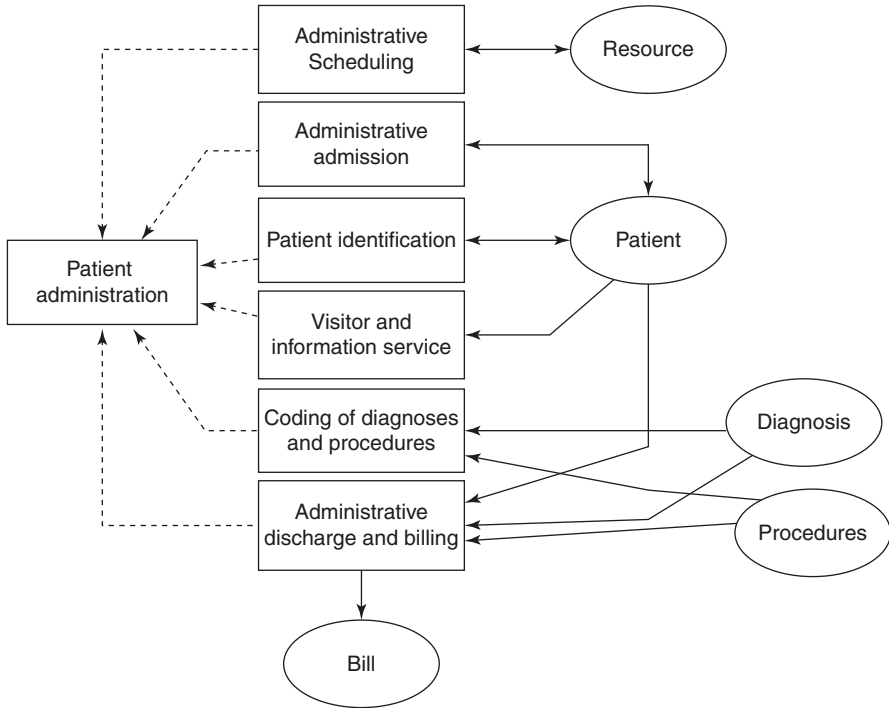 Administrative
Scheduling
Resource
Administrative
admission
Patient identification
Patient
Patient
administration
Visitor and
information service
Coding of diagnoses
and procedures
Diagnosis
Administrative
discharge and billing
Procedures
Bill